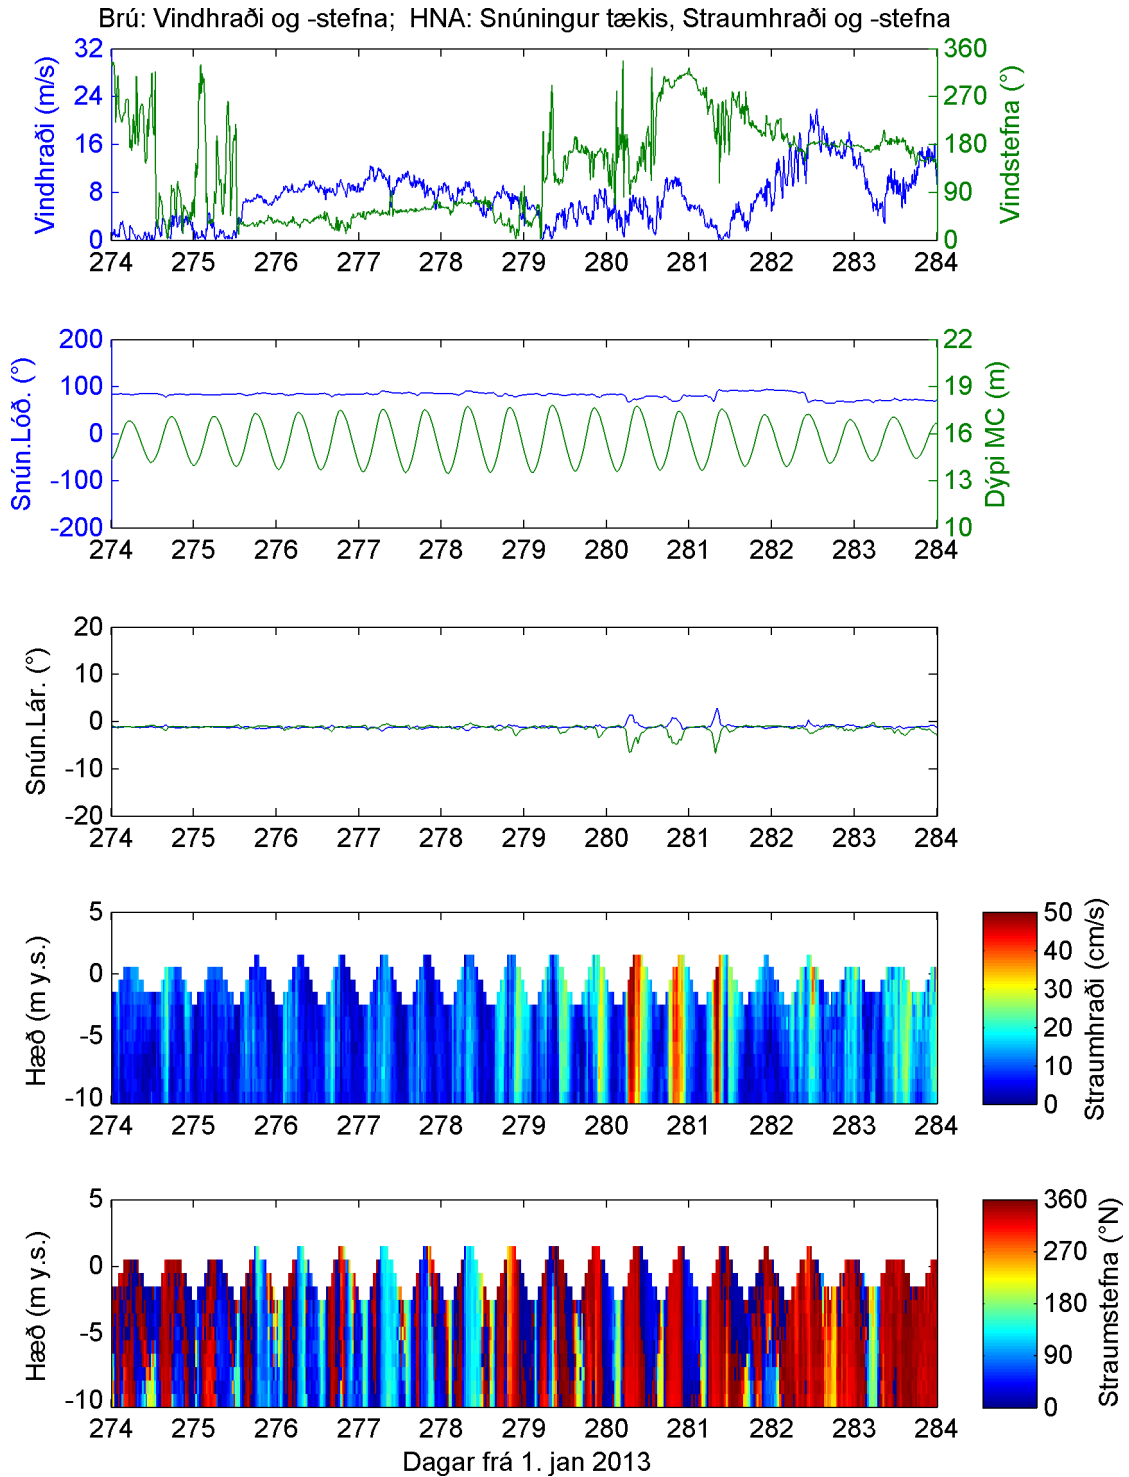 Brú: Vindhraði og -stefna;  HNA: Snúningur tækis, Straumhraði og -stefna
Vindhraði (m/s)
32
24
16
8
0
360
270
180
90
0
Vindstefna (°)
274 275 276 277 278 279 280 281 282 283 284
Snún.Lóð. (°)
200
100
0
-100
-200
22
19
16
13
10
Dýpi MC (m)
274 275 276 277 278 279 280 281 282 283 284
Snún.Lár. (°)
20
10
0
-10
-20
274 275 276 277 278 279 280 281 282 283 284
Hæð (m y.s.)
5
0
-5
-10
274 275 276 277 278 279 280 281 282 283 284
50
40
30
20
10
0
Straumhraði (cm/s)
Hæð (m y.s.)
5
0
-5
-10
274 275 276 277 278 279 280 281 282 283 284
360
270
180
90
0
Straumstefna (°N)
Dagar frá 1. jan 2013